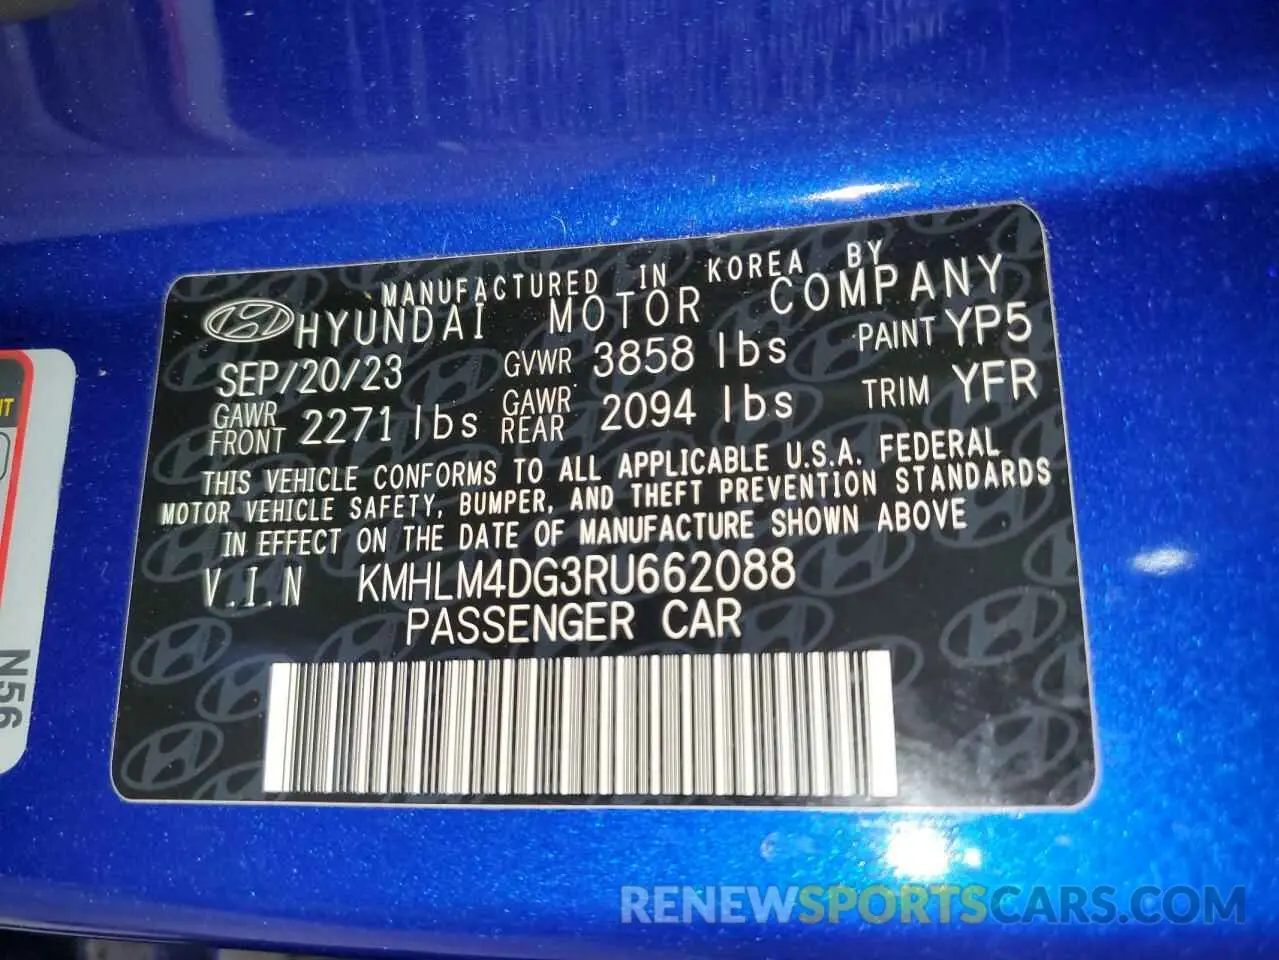 MANUFACTURED IN KOREA BY
HYUNDAI MOTOR COMPANY
SEP/20/23 GVWR 3858 lbs PAINT YP5
GAWR FRONT 2271 lbs GAWR REAR 2094 lbs TRIM YFR
THIS VEHICLE CONFORMS TO ALL APPLICABLE U.S.A. FEDERAL
MOTOR VEHICLE SAFETY, BUMPER, AND THEFT PREVENTION STANDARDS
IN EFFECT ON THE DATE OF MANUFACTURE SHOWN ABOVE
V.I.N KMHLM4DG3RU662088
PASSENGER CAR
N56
RENEWSPORTSCARS.COM